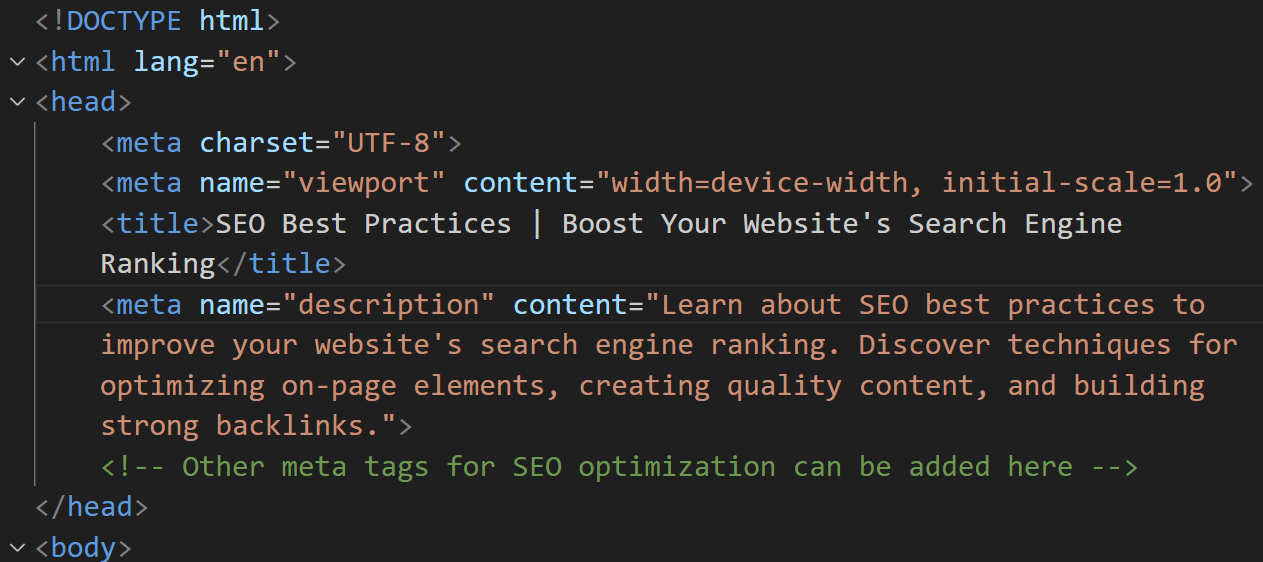 <!DOCTYPE html>
<html lang="en">
<head>
<meta charset="UTF-8">
<meta name="viewport" content="width=device-width, initial-scale=1.0">
<title>SEO Best Practices | Boost Your Website's Search Engine
Ranking</title>
<meta name="description" content="Learn about SEO best practices to
improve your website's search engine ranking. Discover techniques for
optimizing on-page elements, creating quality content, and building
strong backlinks.">
<!-- Other meta tags for SEO optimization can be added here -->
</head>
<body>